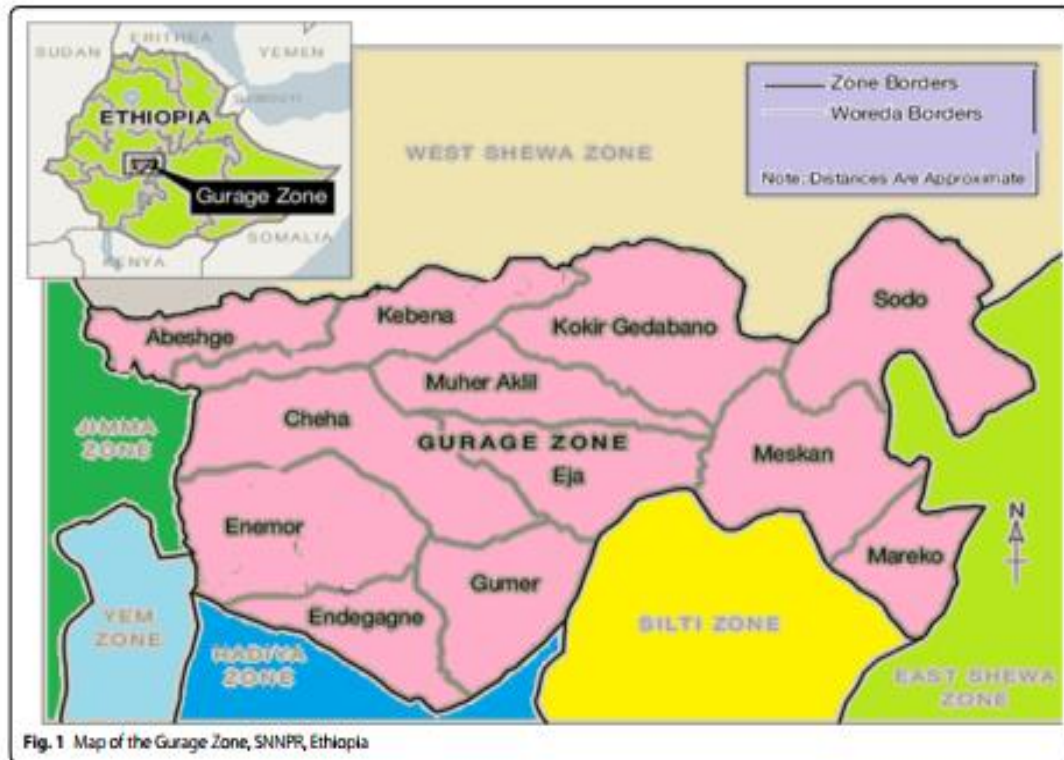 SUDAN
ERITREA
YEMEN
DJIBOUTI
ETHIOPIA
Gurage Zone
SOMALIA
KENYA
Zone Borders
Woreda Borders
Note: Distances Are Approximate
WEST SHEWA ZONE
Abeshge
Kebena
Kokir Gedabano
Sodo
Muher Aklil
JIMMA
ZONE
Cheha
GURAGE ZONE
Eja
Meskan
Enemor
N
Mareko
Gumer
Endegagne
YEM
ZONE
HADIYA
ZONE
SILTI ZONE
EAST SHEWA
ZONE
Fig. 1 Map of the Gurage Zone, SNNPR, Ethiopia